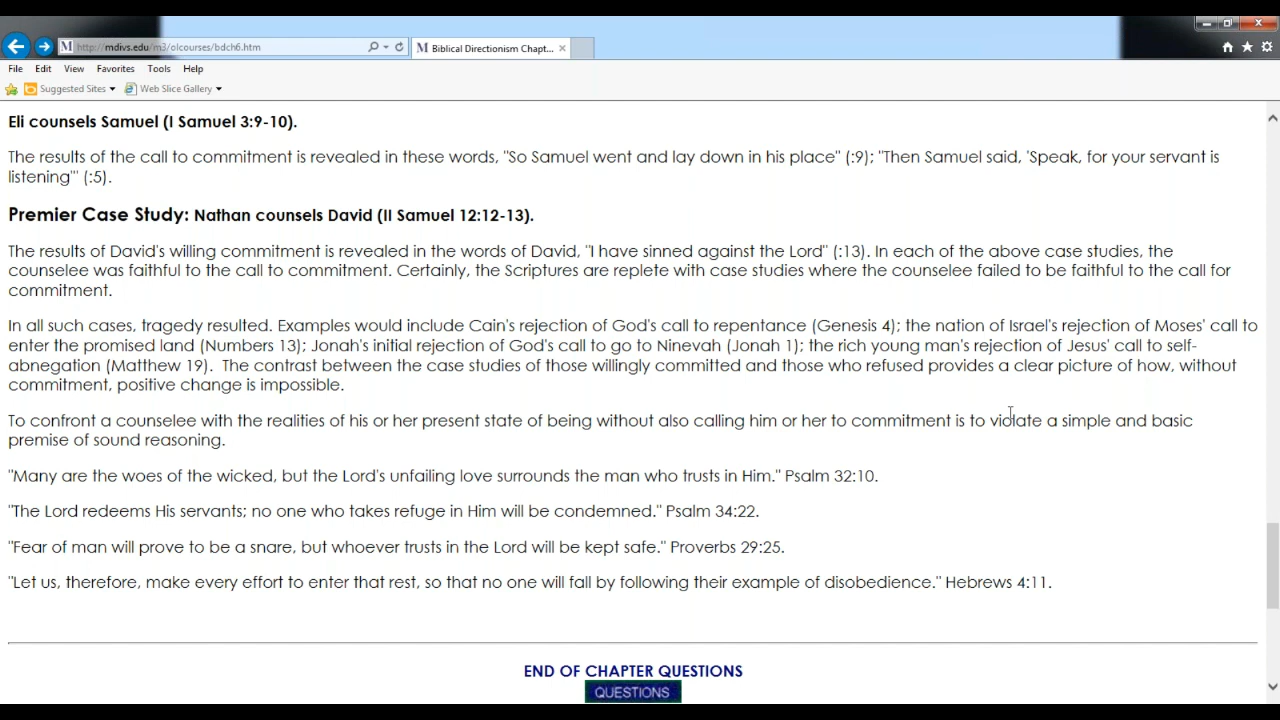 M http://mdivs.edu/m3/olcourses/bdch6.htm
M Biblical Directionism Chapt...
File Edit View Favorites Tools Help
Suggested Sites Web Slice Gallery
Eli counsels Samuel (I Samuel 3:9-10).
The results of the call to commitment is revealed in these words, "So Samuel went and lay down in his place" (:9); "Then Samuel said, 'Speak, for your servant is
listening'" (:5).
Premier Case Study: Nathan counsels David (II Samuel 12:12-13).
The results of David's willing commitment is revealed in the words of David, "I have sinned against the Lord" (:13). In each of the above case studies, the
counselee was faithful to the call to commitment. Certainly, the Scriptures are replete with case studies where the counselee failed to be faithful to the call for
commitment.
In all such cases, tragedy resulted. Examples would include Cain's rejection of God's call to repentance (Genesis 4); the nation of Israel's rejection of Moses' call to
enter the promised land (Numbers 13); Jonah's initial rejection of God's call to go to Ninevah (Jonah 1); the rich young man's rejection of Jesus' call to self-
abnegation (Matthew 19). The contrast between the case studies of those willingly committed and those who refused provides a clear picture of how, without
commitment, positive change is impossible.
To confront a counselee with the realities of his or her present state of being without also calling him or her to commitment is to violate a simple and basic
premise of sound reasoning.
"Many are the woes of the wicked, but the Lord's unfailing love surrounds the man who trusts in Him." Psalm 32:10.
"The Lord redeems His servants; no one who takes refuge in Him will be condemned." Psalm 34:22.
"Fear of man will prove to be a snare, but whoever trusts in the Lord will be kept safe." Proverbs 29:25.
"Let us, therefore, make every effort to enter that rest, so that no one will fall by following their example of disobedience." Hebrews 4:11.
END OF CHAPTER QUESTIONS
QUESTIONS